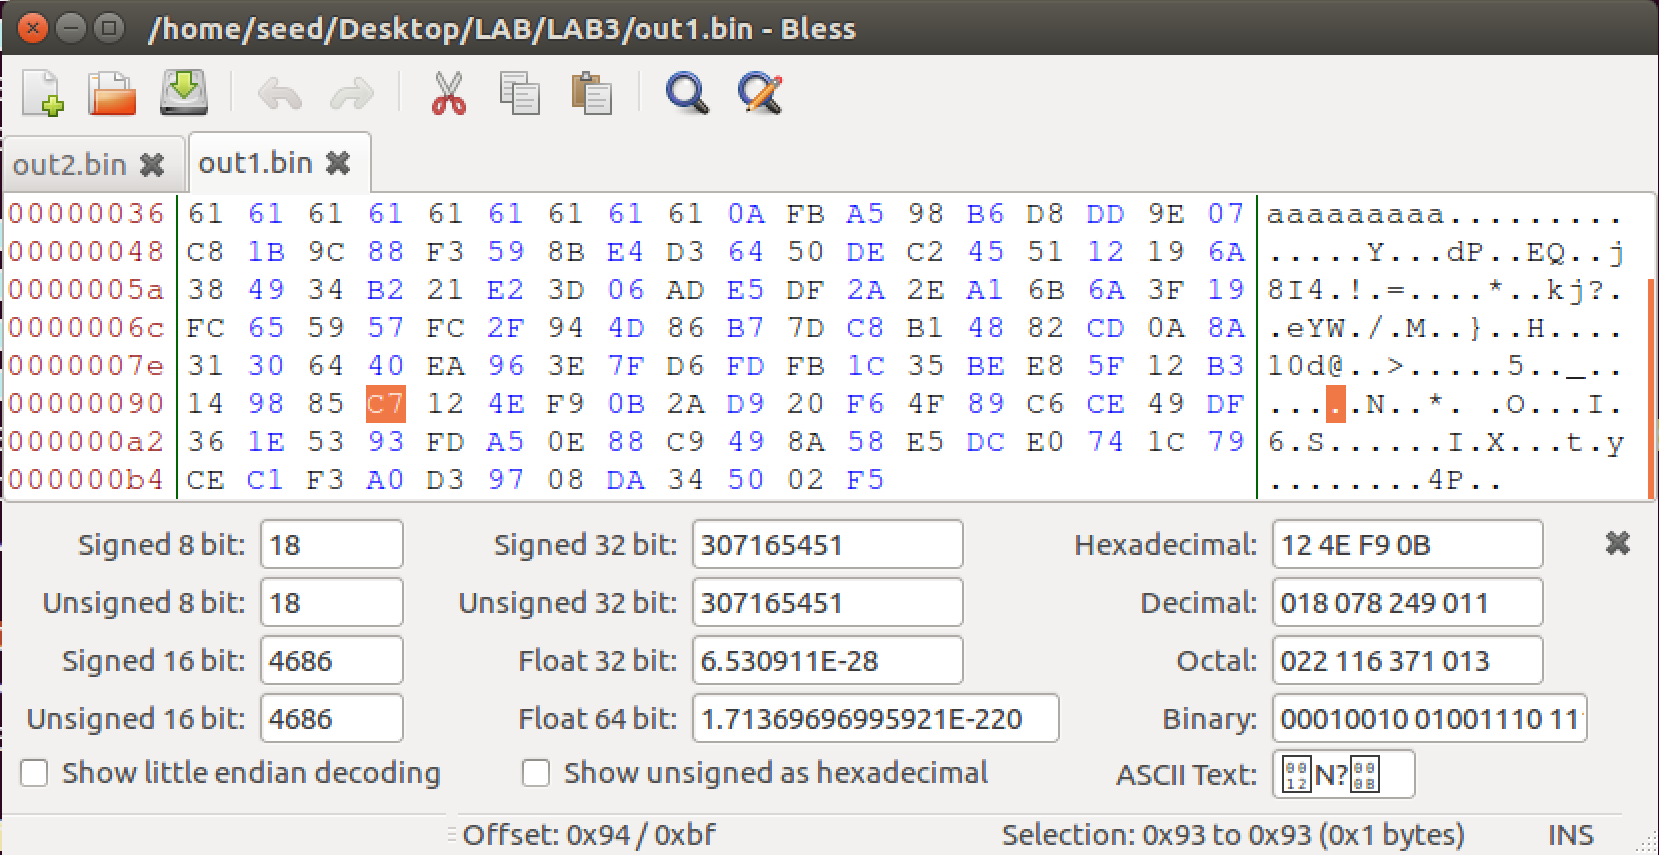 /home/seed/Desktop/LAB/LAB3/out1.bin - Bless
out2.bin out1.bin
00000036 61 61 61 61 61 61 61 61 61 0A FB A5 98 B6 D8 DD 9E 07 aaaaaaaaa.........
00000048 C8 1B 9C 88 F3 59 8B E4 D3 64 50 DE C2 45 51 12 19 6A .....Y...dP..EQ..j
0000005a 38 49 34 B2 21 E2 3D 06 AD E5 DF 2A 2E A1 6B 6A 3F 19 8I4.!.=....*..kj?.
0000006c FC 65 59 57 FC 2F 94 4D 86 B7 7D C8 B1 48 82 CD 0A 8A .eYW./.M..}..H....
0000007e 31 30 64 40 EA 96 3E 7F D6 FD FB 1C 35 BE E8 5F 12 B3 10d@..>.....5.._..
00000090 14 98 85 C7 12 4E F9 0B 2A D9 20 F6 4F 89 C6 CE 49 DF .....N..*. .O...I.
000000a2 36 1E 53 93 FD A5 0E 88 C9 49 8A 58 E5 DC E0 74 1C 79 6.S......I.X...t.y
000000b4 CE C1 F3 A0 D3 97 08 DA 34 50 02 F5 ........4P..
Signed 8 bit: 18 Signed 32 bit: 307165451 Hexadecimal: 12 4E F9 0B
Unsigned 8 bit: 18 Unsigned 32 bit: 307165451 Decimal: 018 078 249 011
Signed 16 bit: 4686 Float 32 bit: 6.530911E-28 Octal: 022 116 371 013
Unsigned 16 bit: 4686 Float 64 bit: 1.71369696995921E-220 Binary: 00010010 01001110 11
Show little endian decoding Show unsigned as hexadecimal ASCII Text: 0012 N? 000B
Offset: 0x94 / 0xbf Selection: 0x93 to 0x93 (0x1 bytes) INS